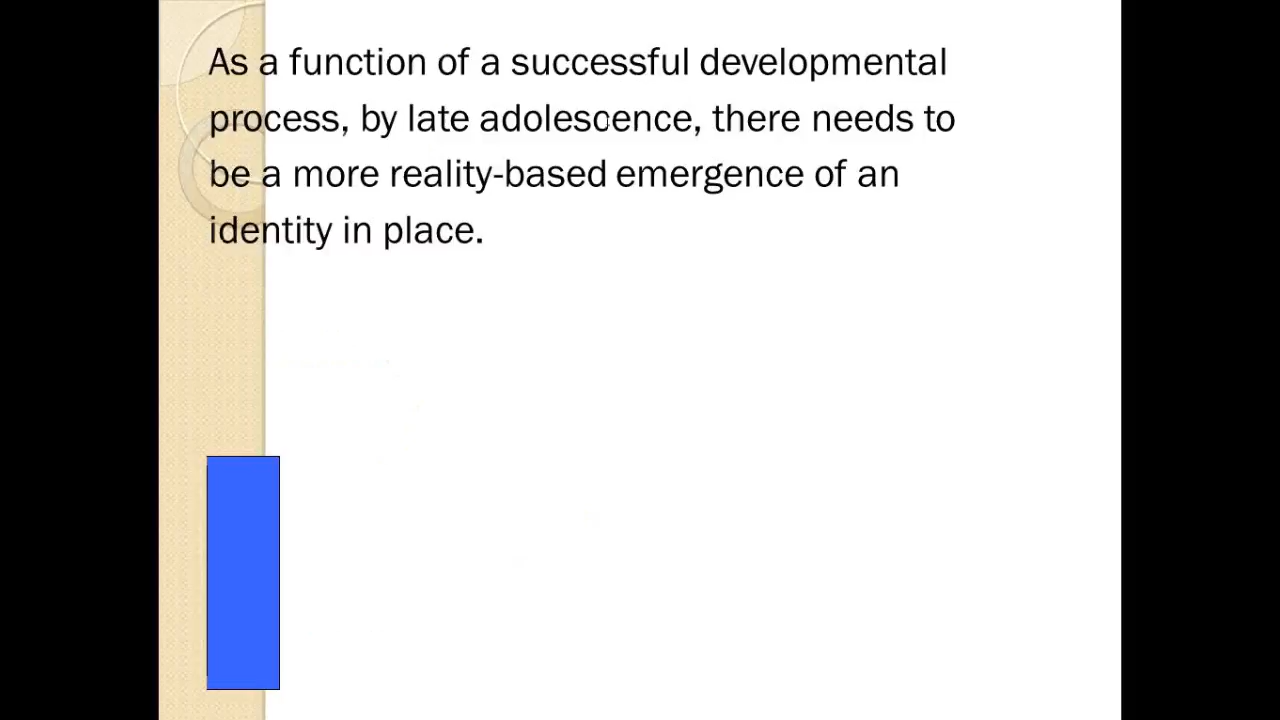 As a function of a successful developmental
process, by late adolescence, there needs to
be a more reality-based emergence of an
identity in place.